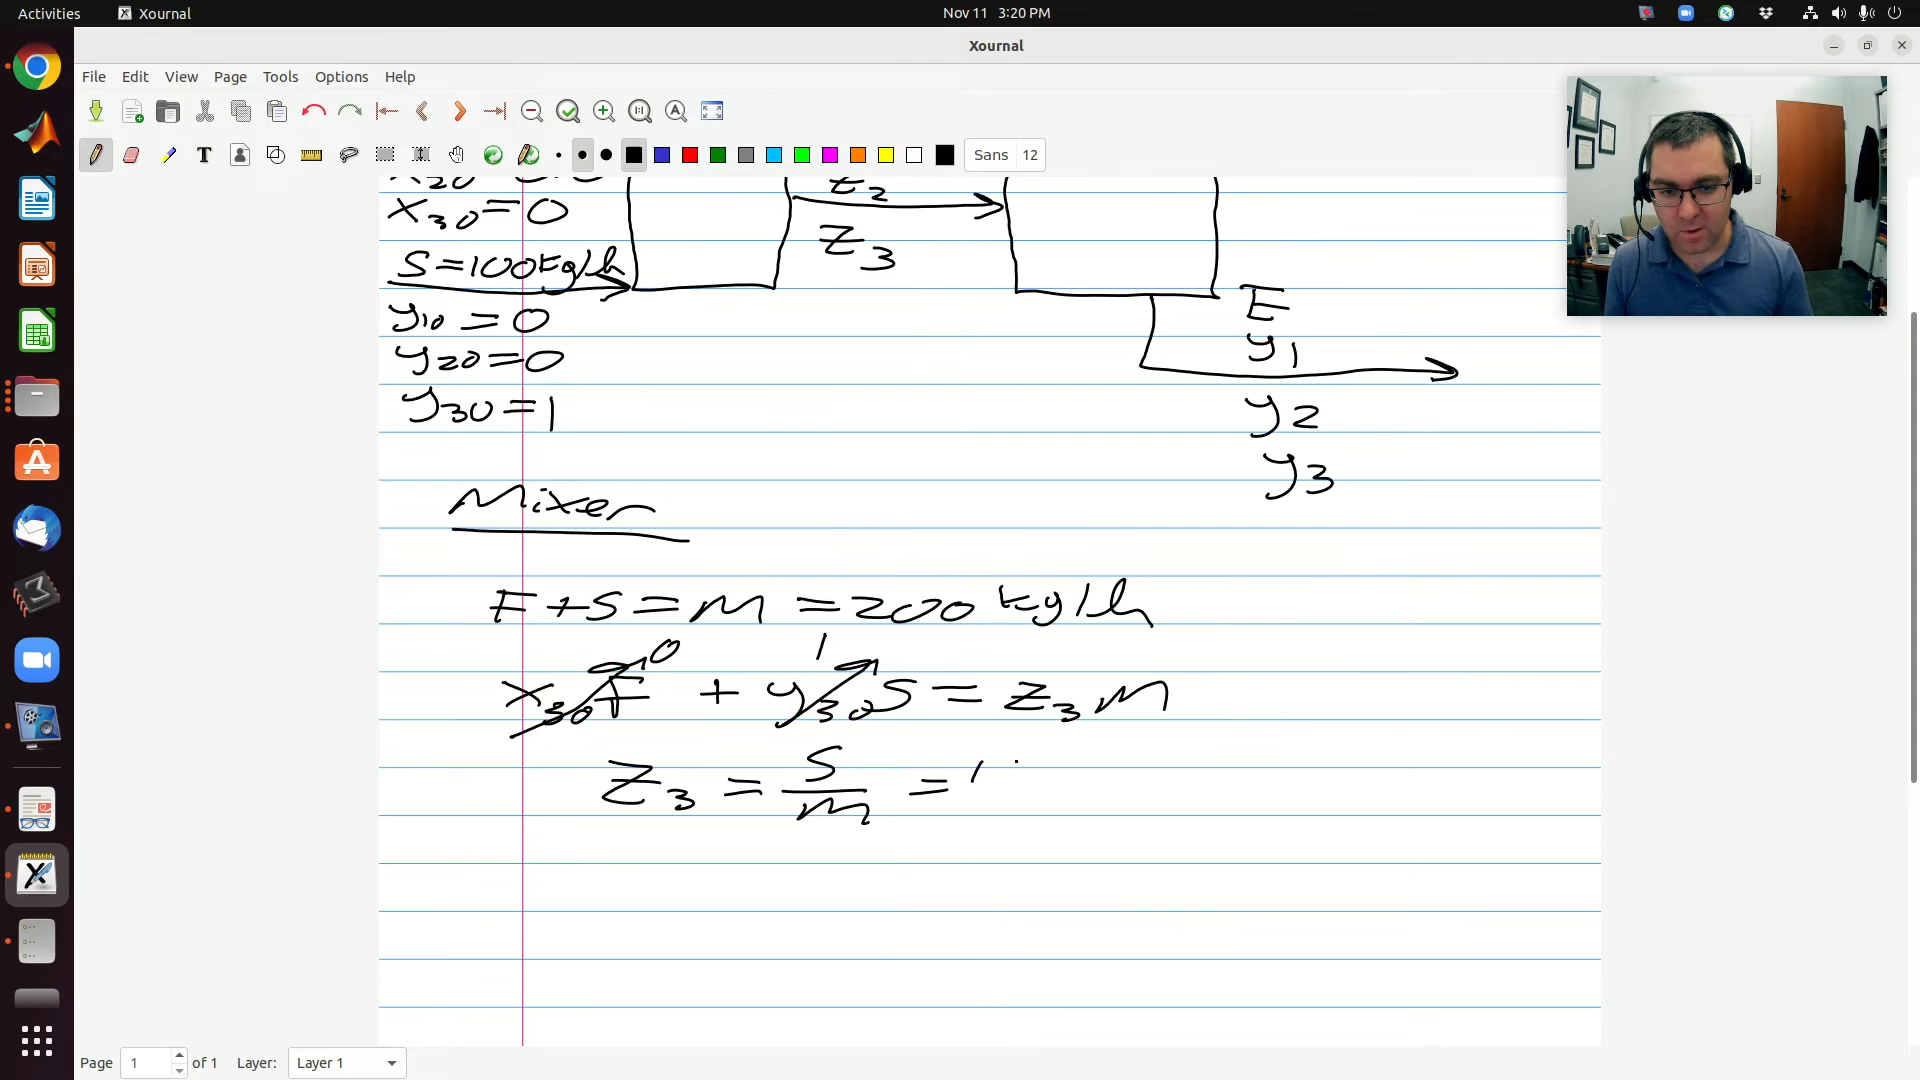 Activities Xournal Nov 11 3:20 PM
Xournal
File Edit View Page Tools Options Help
Sans 12
x30 = 0
S = 100 kg/h
y10 = 0
y20 = 0
y30 = 1
z2
z3
E
y1
y2
y3
Mixer
F + S = M = 200 kg/h
0 1
x30 F + y30 S = z3 M
z3 = S/M =
Page 1 of 1 Layer: Layer 1